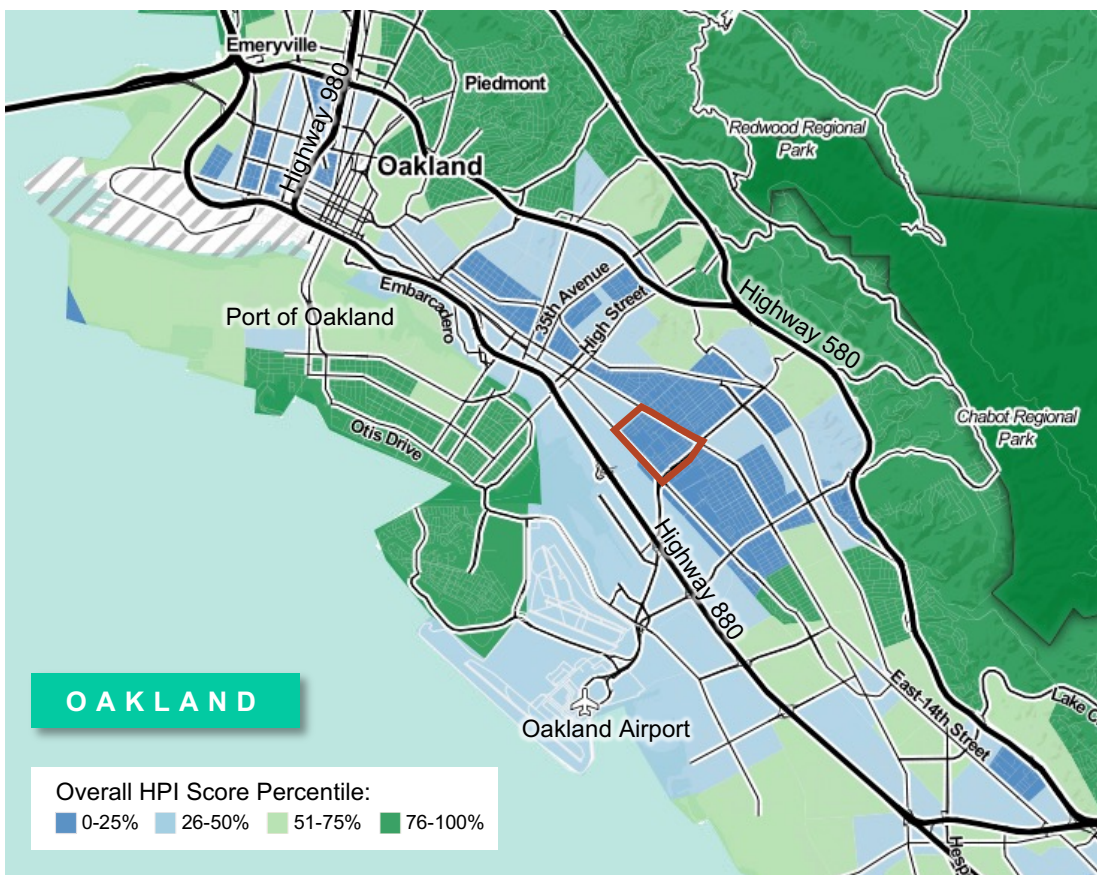 Emeryville
Highway 980
Piedmont
Oakland
Redwood Regional
Park
35th Avenue
High Street
Embarcadero
Port of Oakland
Highway 580
Otis Drive
Chabot Regional
Park
Highway 880
OAKLAND
Oakland Airport
East 14th Street
Overall HPI Score Percentile:
0-25% 26-50% 51-75% 76-100%